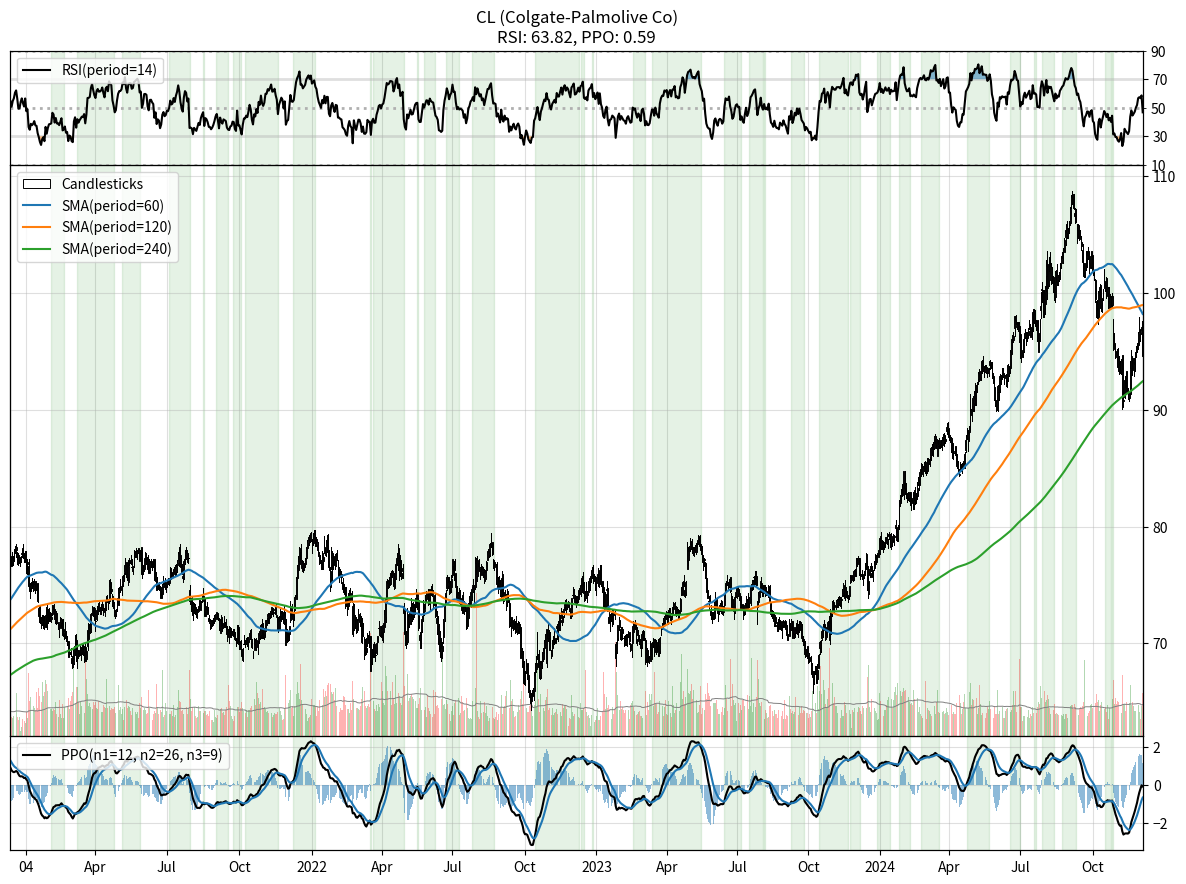 CL (Colgate-Palmolive Co)
RSI: 63.82, PPO: 0.59
RSI(period=14)
90
70
50
30
10
Candlesticks
SMA(period=60)
SMA(period=120)
SMA(period=240)
110
100
90
80
70
PPO(n1=12, n2=26, n3=9)
2
0
−2
04 Apr Jul Oct 2022 Apr Jul Oct 2023 Apr Jul Oct 2024 Apr Jul Oct